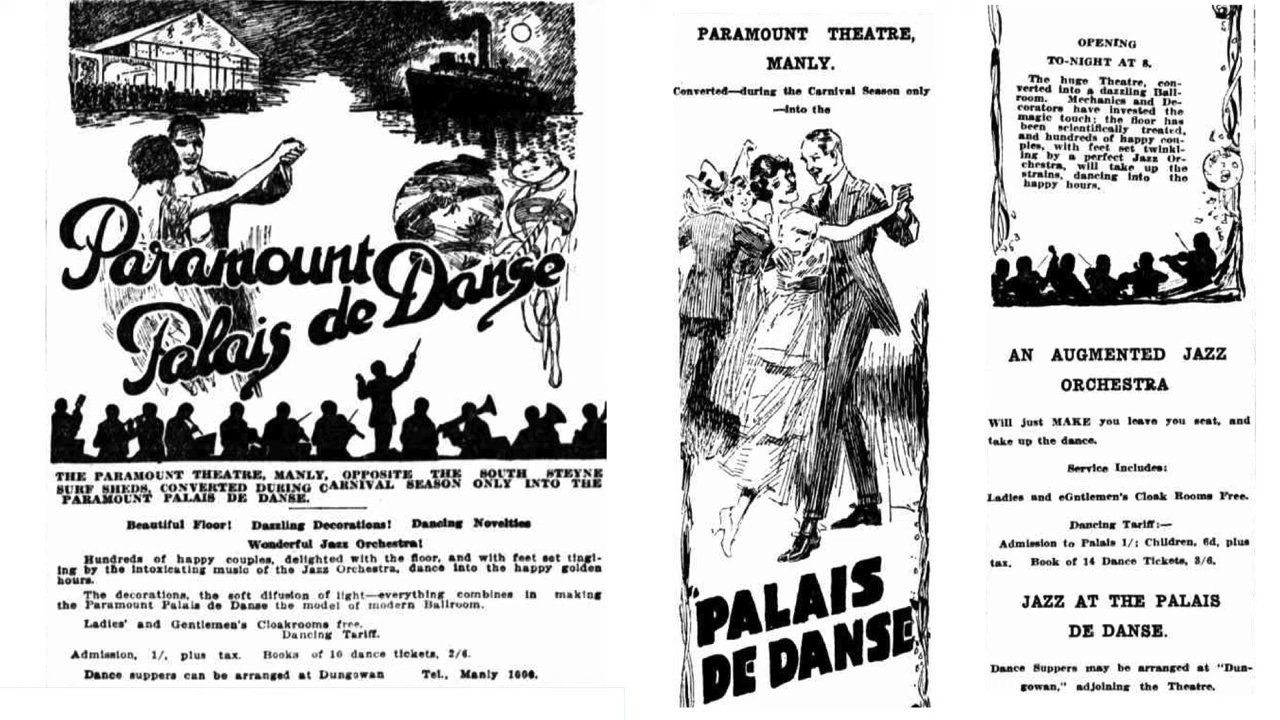 Paramount
Palais de Danse
THE PARAMOUNT THEATRE, MANLY, OPPOSITE THE SOUTH STEYNE
SURF SHEDS, CONVERTED DURING CARNIVAL SEASON ONLY INTO THE
PARAMOUNT PALAIS DE DANSE.
Beautiful Floor! Dazzling Decorations! Dancing Novelties
Wonderful Jazz Orchestra!
Hundreds of happy couples, delighted with the floor, and with feet set tingl-
ing by the intoxicating music of the Jazz Orchestra, dance into the happy golden
hours.
The decorations, the soft difusion of light—everything combines in making
the Paramount Palais de Danse the model of modern Ballroom.
Ladies' and Gentlemen's Cloakrooms free.
Dancing Tariff.
Admission, 1/, plus tax. Books of 16 dance tickets, 2/6.
Dance suppers can be arranged at Dungowan Tel., Manly 1606.
PARAMOUNT THEATRE,
MANLY.
Converted—during the Carnival Season only
—into the
"PALAIS
DE DANSE"
OPENING
TO-NIGHT AT 8.
The huge Theatre, con-
verted into a dazzling Ball-
room. Mechanics and De-
corators have invested the
magic touch; the floor has
been scientifically treated,
and hundreds of happy cou-
ples, with feet set twinkl-
ing by a perfect Jazz Or-
chestra, will take up the
strains, dancing into the
happy hours.
AN AUGMENTED JAZZ
ORCHESTRA
Will just MAKE you leave you seat, and
take up the dance.
Service Includes:
Ladies and eGntlemen's Cloak Rooms Free.
Dancing Tariff:—
Admission to Palais 1/; Children, 6d, plus
tax. Book of 14 Dance Tickets, 3/6.
JAZZ AT THE PALAIS
DE DANSE.
Dance Suppers may be arranged at "Dun-
gowan," adjoining the Theatre.